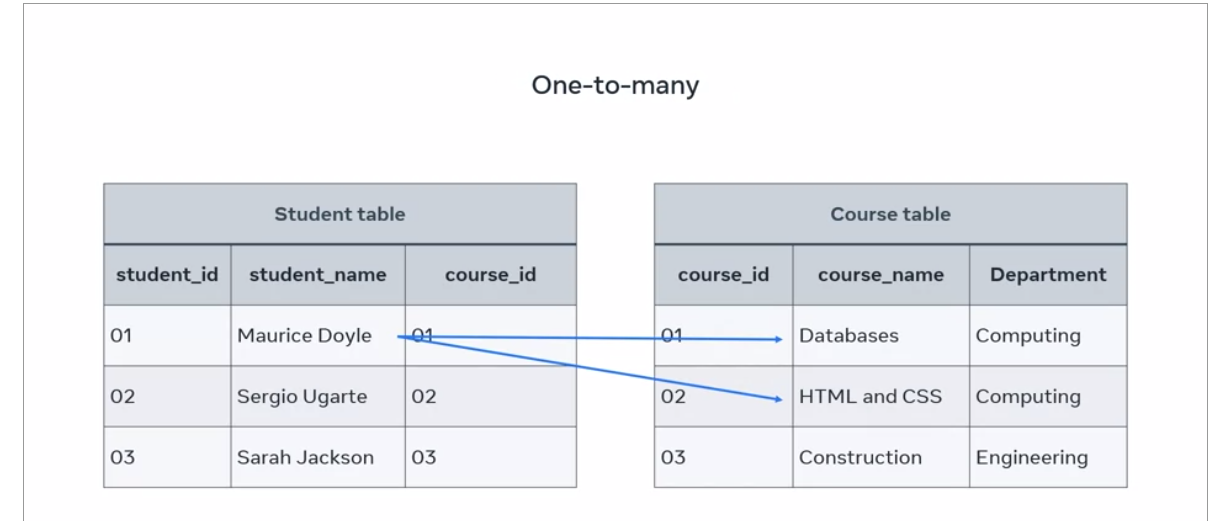 One-to-many
Student table
student_id student_name course_id
01 Maurice Doyle 01
02 Sergio Ugarte 02
03 Sarah Jackson 03
Course table
course_id course_name Department
01 Databases Computing
02 HTML and CSS Computing
03 Construction Engineering